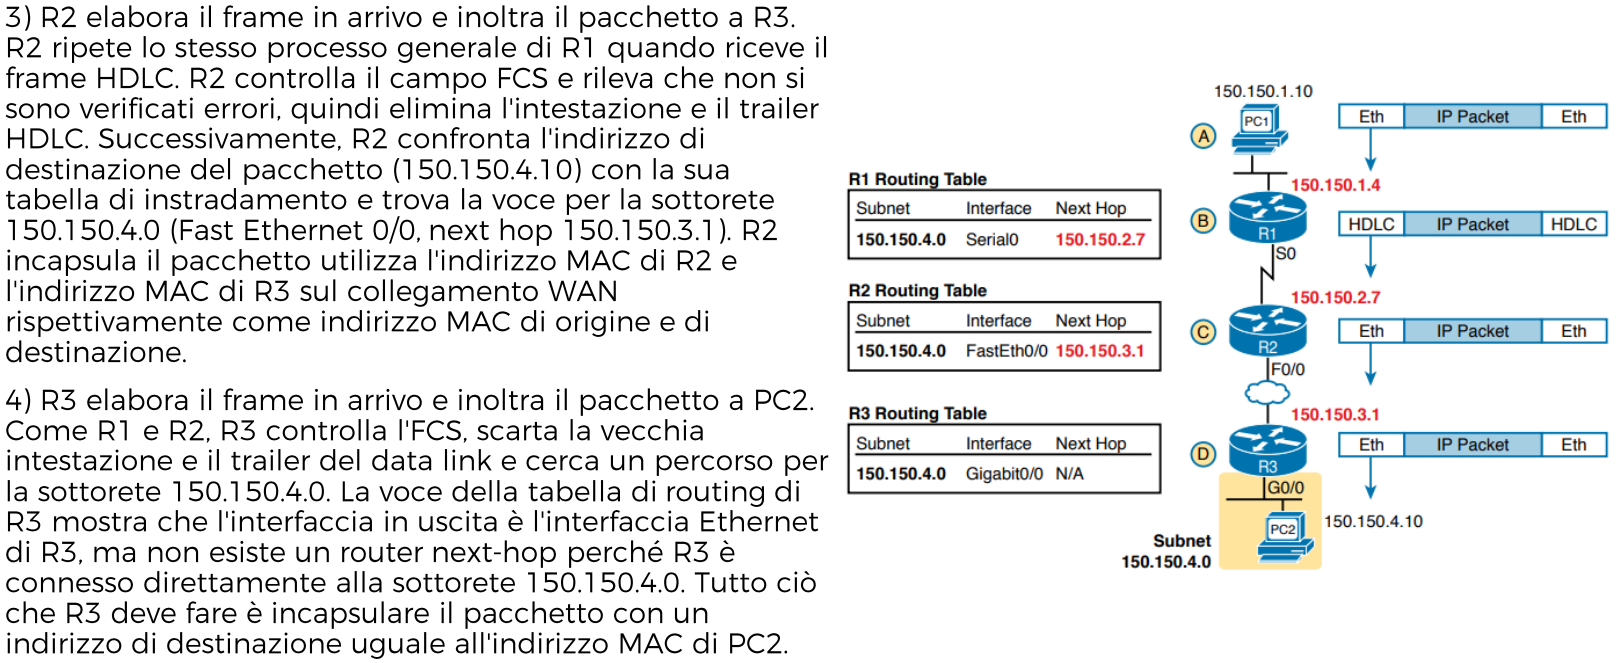 3) R2 elabora il frame in arrivo e inoltra il pacchetto a R3.
R2 ripete lo stesso processo generale di R1 quando riceve il
frame HDLC. R2 controlla il campo FCS e rileva che non si
sono verificati errori, quindi elimina l'intestazione e il trailer
HDLC. Successivamente, R2 confronta l'indirizzo di
destinazione del pacchetto (150.150.4.10) con la sua
tabella di instradamento e trova la voce per la sottorete
150.150.4.0 (Fast Ethernet 0/0, next hop 150.150.3.1). R2
incapsula il pacchetto utilizza l'indirizzo MAC di R2 e
l'indirizzo MAC di R3 sul collegamento WAN
rispettivamente come indirizzo MAC di origine e di
destinazione.
4) R3 elabora il frame in arrivo e inoltra il pacchetto a PC2.
Come R1 e R2, R3 controlla l'FCS, scarta la vecchia
intestazione e il trailer del data link e cerca un percorso per
la sottorete 150.150.4.0. La voce della tabella di routing di
R3 mostra che l'interfaccia in uscita è l'interfaccia Ethernet
di R3, ma non esiste un router next-hop perché R3 è
connesso direttamente alla sottorete 150.150.4.0. Tutto ciò
che R3 deve fare è incapsulare il pacchetto con un
indirizzo di destinazione uguale all'indirizzo MAC di PC2.
R1 Routing Table
Subnet Interface Next Hop
150.150.4.0 Serial0 150.150.2.7
R2 Routing Table
Subnet Interface Next Hop
150.150.4.0 FastEth0/0 150.150.3.1
R3 Routing Table
Subnet Interface Next Hop
150.150.4.0 Gigabit0/0 N/A
150.150.1.10
A PC1 Eth IP Packet Eth
150.150.1.4
B R1 HDLC IP Packet HDLC
S0
150.150.2.7
C R2 Eth IP Packet Eth
F0/0
150.150.3.1
D R3 Eth IP Packet Eth
G0/0
PC2 150.150.4.10
Subnet
150.150.4.0